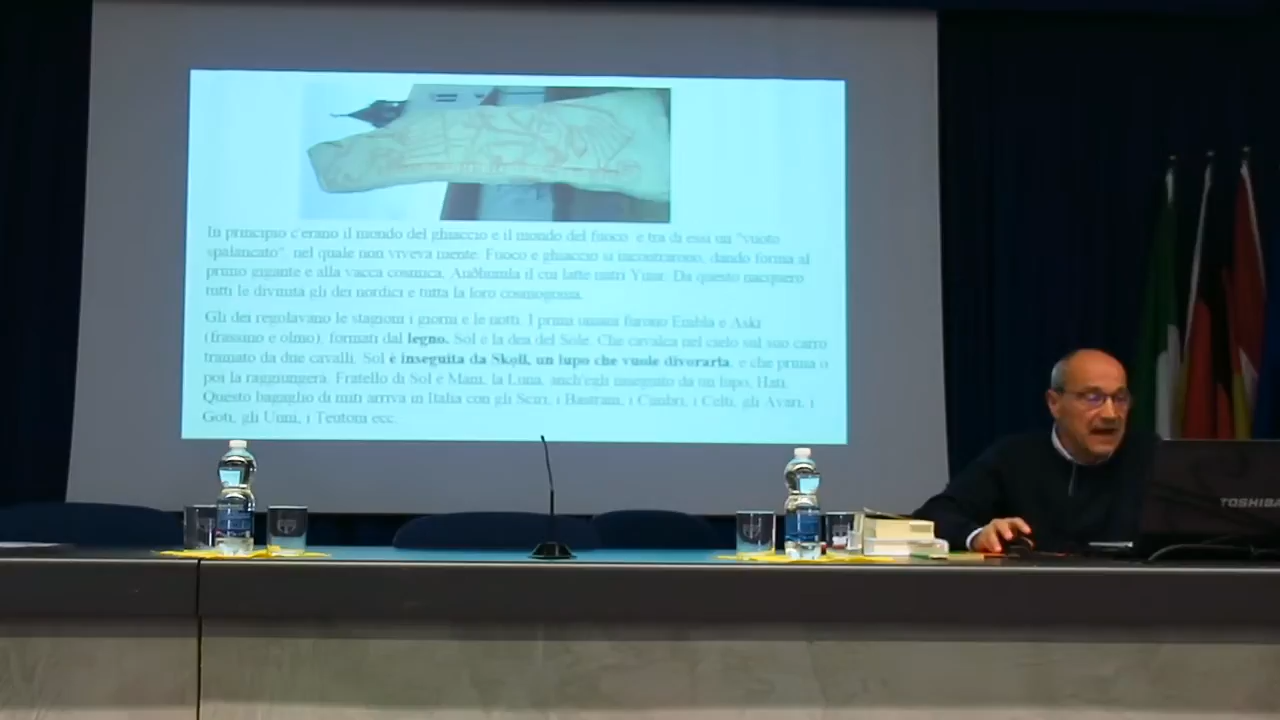 In principio c'erano il mondo del ghiaccio e il mondo del fuoco e tra di essi un "vuoto
spalancato", nel quale non viveva niente. Fuoco e ghiaccio si incontrarono, dando forma al
primo gigante e alla vacca cosmica, Auðhumla il cui latte nutrì Ymir. Da questo nacquero
tutti le divinità gli dei nordici e tutta la loro cosmogonia.
Gli dei regolavano le stagioni i giorni e le notti. I primi umani furono Embla e Askr
(frassino e olmo), formati dal legno. Sol è la dea del Sole. Che cavalca nel cielo sul suo carro
trainato da due cavalli. Sol è inseguita da Skoll, un lupo che vuole divorarla, e che prima o
poi la raggiungerà. Fratello di Sol è Mani, la Luna, anch'egli inseguito da un lupo, Hati.
Questo bagaglio di miti arriva in Italia con gli Sciri, i Bastrani, i Cimbri, i Celti, gli Avari, i
Goti, gli Unni, i Teutoni ecc.
TOSHIBA